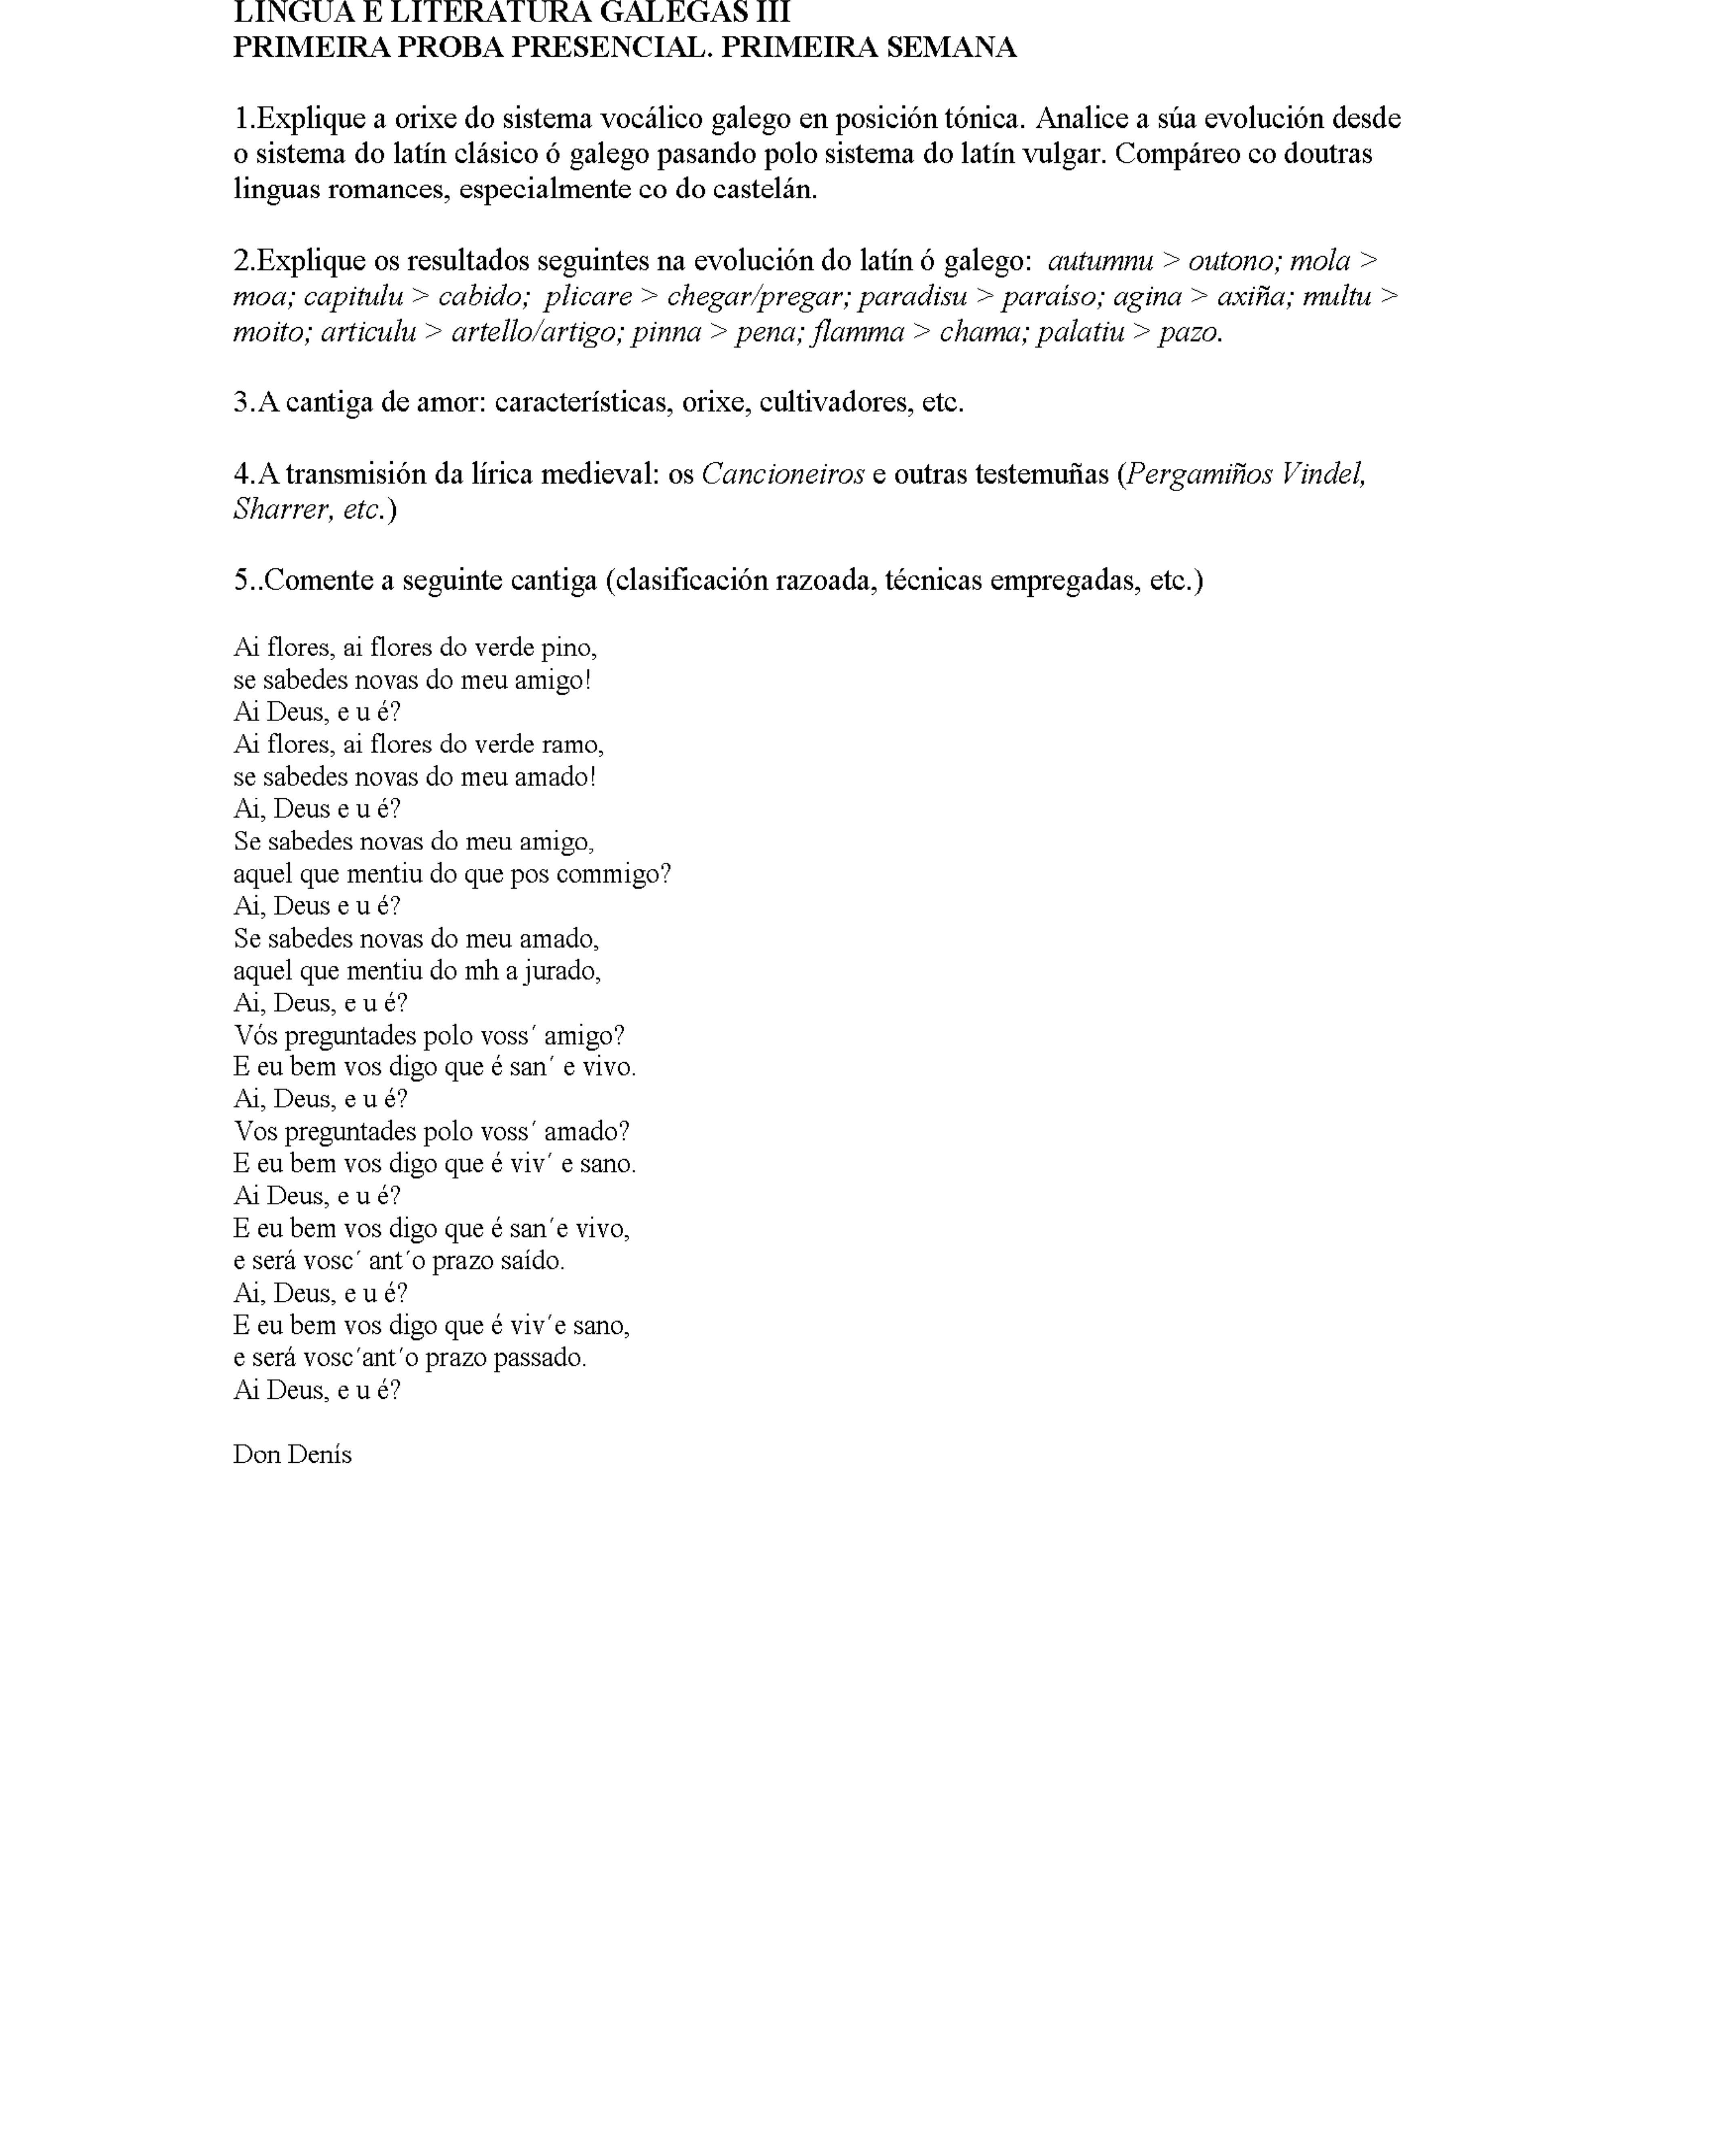 LINGUA E LITERATURA GALEGAS III
PRIMEIRA PROBA PRESENCIAL. PRIMEIRA SEMANA
1.Explique a orixe do sistema vocálico galego en posición tónica. Analice a súa evolución desde
o sistema do latín clásico ó galego pasando polo sistema do latín vulgar. Compáreo co doutras
linguas romances, especialmente co do castelán.
2.Explique os resultados seguintes na evolución do latín ó galego: autumnu > outono; mola >
moa; capitulu > cabido; plicare > chegar/pregar; paradisu > paraíso; agina > axiña; multu >
moito; articulu > artello/artigo; pinna > pena; flamma > chama; palatiu > pazo.
3.A cantiga de amor: características, orixe, cultivadores, etc.
4.A transmisión da lírica medieval: os Cancioneiros e outras testemuñas (Pergamiños Vindel,
Sharrer, etc.)
5..Comente a seguinte cantiga (clasificación razoada, técnicas empregadas, etc.)
Ai flores, ai flores do verde pino,
se sabedes novas do meu amigo!
Ai Deus, e u é?
Ai flores, ai flores do verde ramo,
se sabedes novas do meu amado!
Ai, Deus e u é?
Se sabedes novas do meu amigo,
aquel que mentiu do que pos commigo?
Ai, Deus e u é?
Se sabedes novas do meu amado,
aquel que mentiu do mh a jurado,
Ai, Deus, e u é?
Vós preguntades polo voss´ amigo?
E eu bem vos digo que é san´ e vivo.
Ai, Deus, e u é?
Vos preguntades polo voss´ amado?
E eu bem vos digo que é viv´ e sano.
Ai Deus, e u é?
E eu bem vos digo que é san´e vivo,
e será vosc´ ant´o prazo saído.
Ai, Deus, e u é?
E eu bem vos digo que é viv´e sano,
e será vosc´ant´o prazo passado.
Ai Deus, e u é?
Don Denís